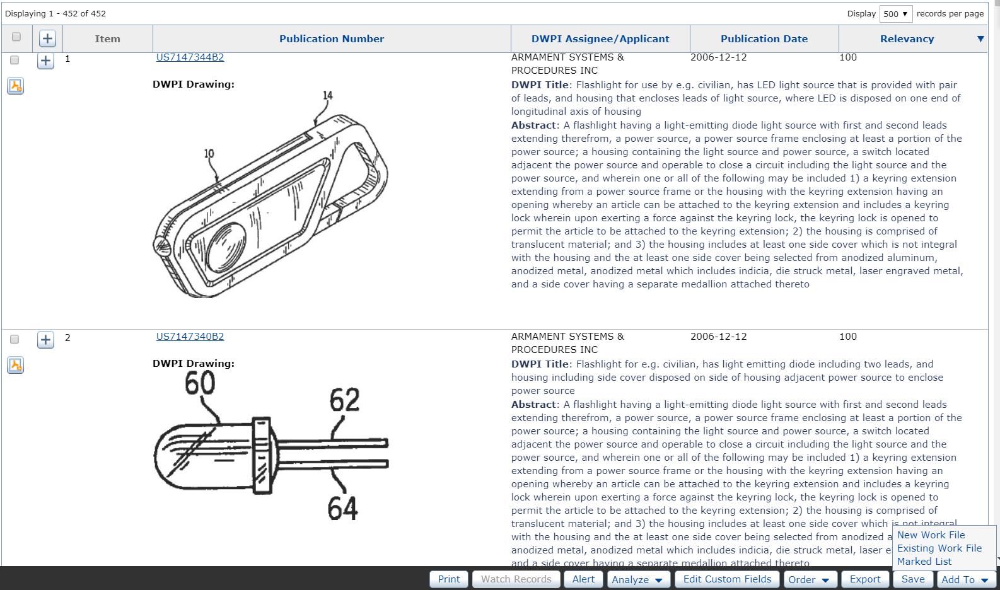 Displaying 1 - 452 of 452
Display 500 records per page
Item Publication Number DWPI Assignee/Applicant Publication Date Relevancy
1 US7147344B2 ARMAMENT SYSTEMS & 2006-12-12 100
PROCEDURES INC
DWPI Drawing:
14
10
DWPI Title: Flashlight for use by e.g. civilian, has LED light source that is provided with pair
of leads, and housing that encloses leads of light source, where LED is disposed on one end of
longitudinal axis of housing
Abstract: A flashlight having a light-emitting diode light source with first and second leads
extending therefrom, a power source, a power source frame enclosing at least a portion of the
power source; a housing containing the light source and power source, a switch located
adjacent the power source and operable to close a circuit including the light source and the
power source, and wherein one or all of the following may be included 1) a keyring extension
extending from a power source frame or the housing with the keyring extension having an
opening whereby an article can be attached to the keyring extension and includes a keyring
lock wherein upon exerting a force against the keyring lock, the keyring lock is opened to
permit the article to be attached to the keyring extension; 2) the housing is comprised of
translucent material; and 3) the housing includes at least one side cover which is not integral
with the housing and the at least one side cover being selected from anodized aluminum,
anodized metal, anodized metal which includes indicia, die struck metal, laser engraved metal,
and a side cover having a separate medallion attached thereto
2 US7147340B2 ARMAMENT SYSTEMS & 2006-12-12 100
PROCEDURES INC
DWPI Drawing:
60
62
64
DWPI Title: Flashlight for e.g. civilian, has light emitting diode including two leads, and
housing including side cover disposed on side of housing adjacent power source to enclose
power source
Abstract: A flashlight having a light-emitting diode light source with first and second leads
extending therefrom, a power source, a power source frame enclosing at least a portion of the
power source; a housing containing the light source and power source, a switch located
adjacent the power source and operable to close a circuit including the light source and the
power source, and wherein one or all of the following may be included 1) a keyring extension
extending from a power source frame or the housing with the keyring extension having an
opening whereby an article can be attached to the keyring extension and includes a keyring
lock wherein upon exerting a force against the keyring lock, the keyring lock is opened to
permit the article to be attached to the keyring extension; 2) the housing is comprised of
translucent material; and 3) the housing includes at least one side cover which is not integral
with the housing and the at least one side cover being selected from anodized a
anodized metal, anodized metal which includes indicia, die struck metal, laser e
and a side cover having a separate medallion attached thereto
New Work File
Existing Work File
Marked List
Print Watch Records Alert Analyze Edit Custom Fields Order Export Save Add To